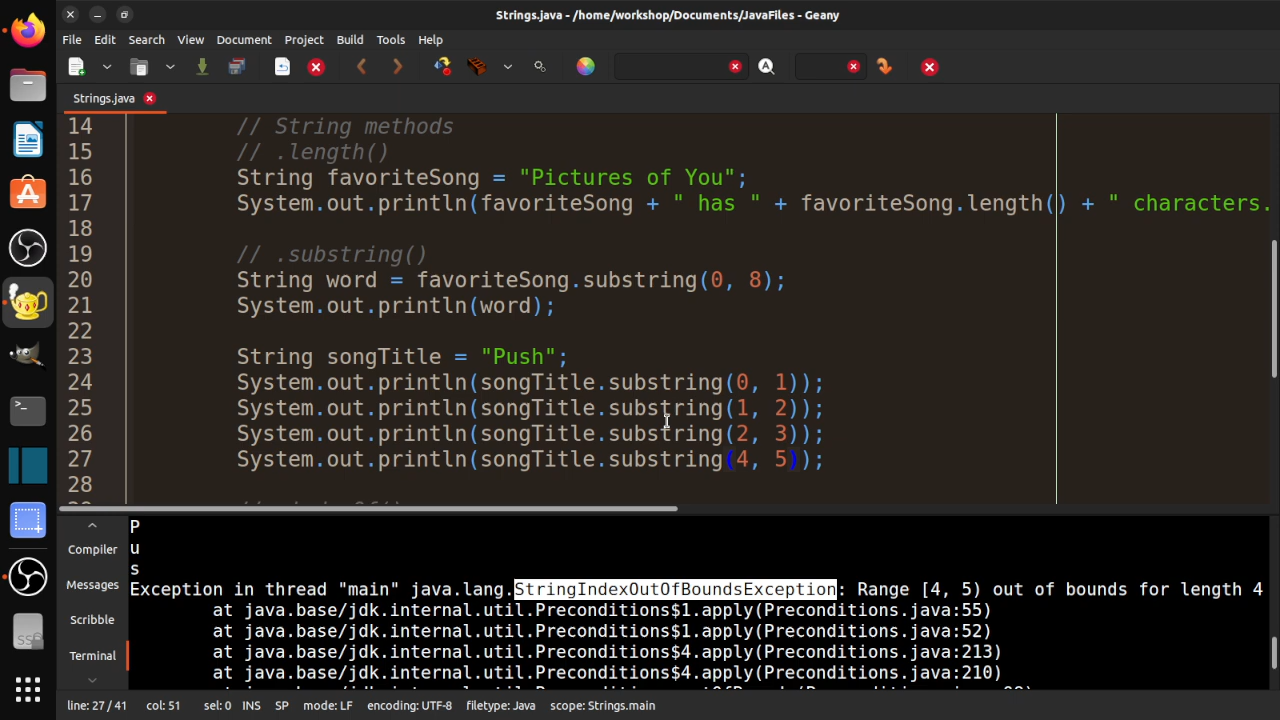 Strings.java - /home/workshop/Documents/JavaFiles - Geany
File Edit Search View Document Project Build Tools Help
Strings.java
14 // String methods
15 // .length()
16 String favoriteSong = "Pictures of You";
17 System.out.println(favoriteSong + " has " + favoriteSong.length() + " characters.
18
19 // .substring()
20 String word = favoriteSong.substring(0, 8);
21 System.out.println(word);
22
23 String songTitle = "Push";
24 System.out.println(songTitle.substring(0, 1));
25 System.out.println(songTitle.substring(1, 2));
26 System.out.println(songTitle.substring(2, 3));
27 System.out.println(songTitle.substring(4, 5));
28
Compiler
Messages
Scribble
Terminal
P
u
s
Exception in thread "main" java.lang.StringIndexOutOfBoundsException: Range [4, 5) out of bounds for length 4
at java.base/jdk.internal.util.Preconditions$1.apply(Preconditions.java:55)
at java.base/jdk.internal.util.Preconditions$1.apply(Preconditions.java:52)
at java.base/jdk.internal.util.Preconditions$4.apply(Preconditions.java:213)
at java.base/jdk.internal.util.Preconditions$4.apply(Preconditions.java:210)
line: 27 / 41 col: 51 sel: 0 INS SP mode: LF encoding: UTF-8 filetype: Java scope: Strings.main